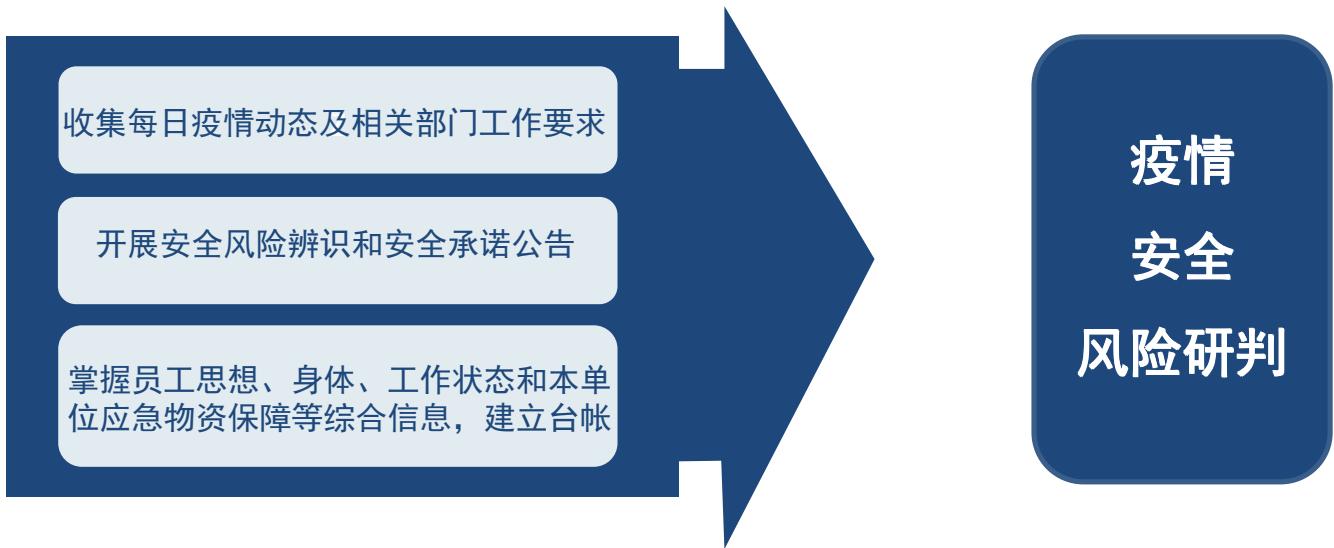 收集每日疫情动态及相关部门工作要求
开展安全风险辨识和安全承诺公告
掌握员工思想、身体、工作状态和本单
位应急物资保障等综合信息，建立台帐
疫情
安全
风险研判